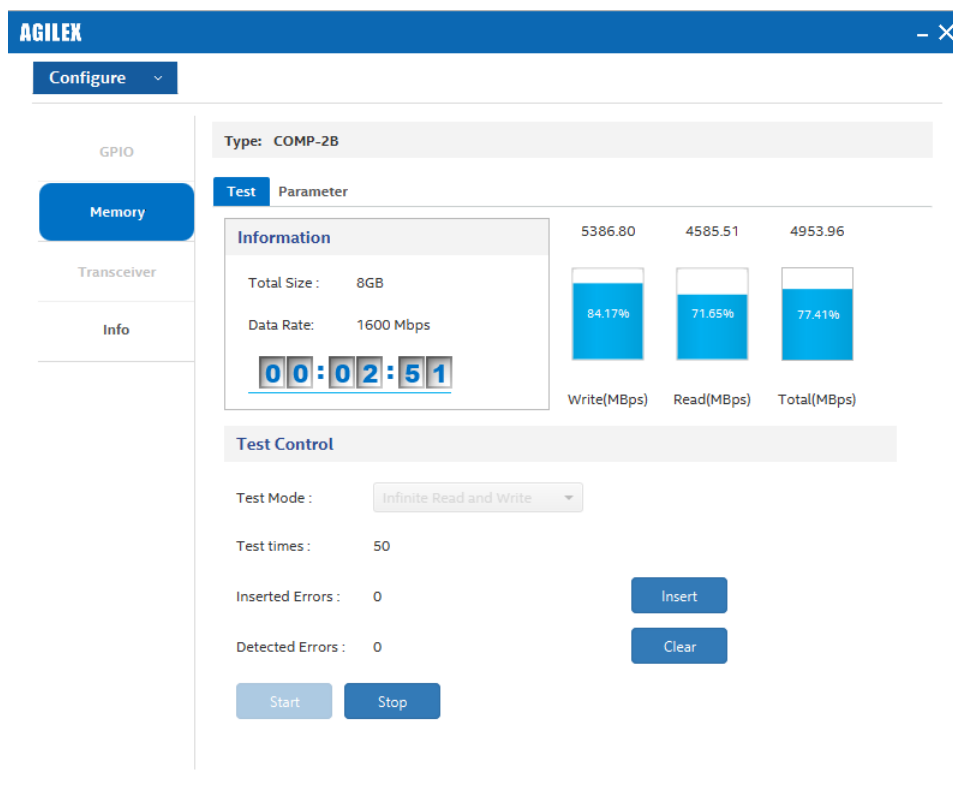 AGILEX
Configure
GPIO
Memory
Transceiver
Info
Type: COMP-2B
Test Parameter
Information
Total Size : 8GB
Data Rate: 1600 Mbps
00:02:51
5386.80 4585.51 4953.96
84.17% 71.65% 77.41%
Write(MBps) Read(MBps) Total(MBps)
Test Control
Test Mode : Infinite Read and Write
Test times : 50
Inserted Errors : 0 Insert
Detected Errors : 0 Clear
Start Stop